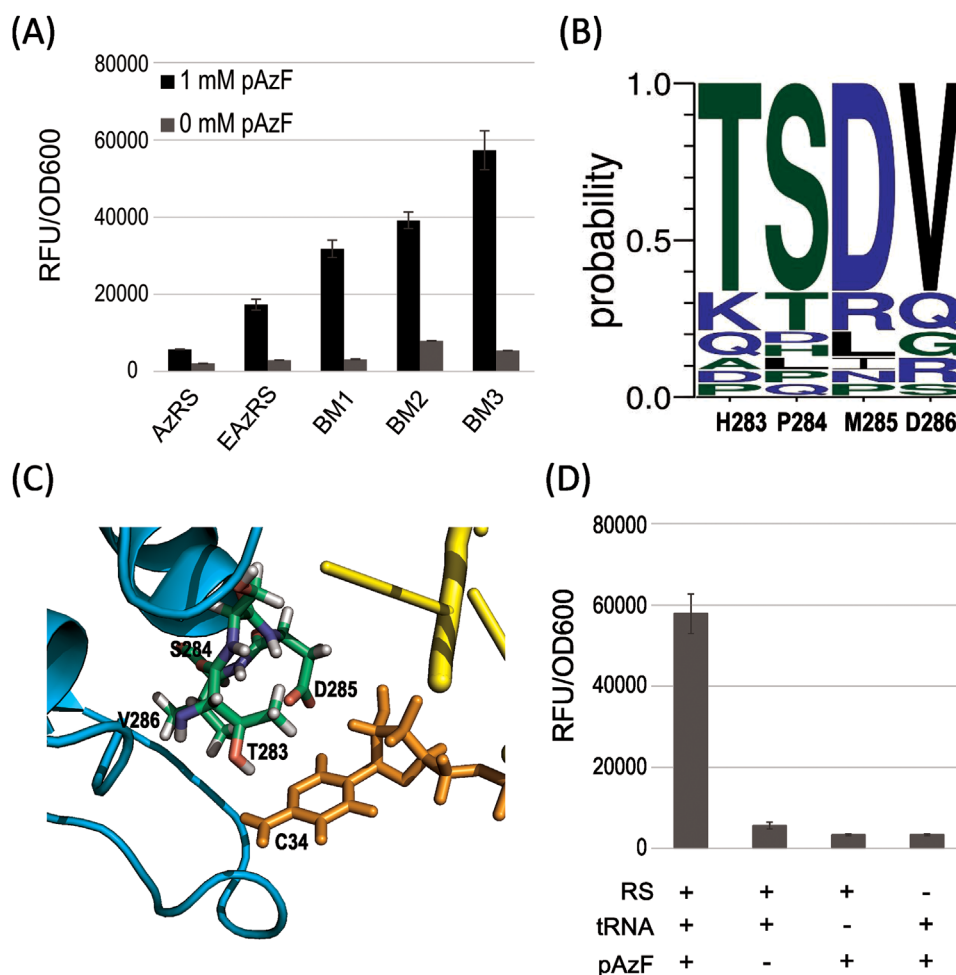 (A)
80000
60000
40000
20000
0
RFU/OD600
1 mM pAzF
0 mM pAzF
AzRS
EAzRS
BM1
BM2
BM3
(B)
probability
1.0
0.5
0.0
T S D V
K T R Q
Q D L G
A H I R
D L N S
P P P
Q
H283 P284 M285 D286
(C)
S284
D285
V286
T283
C34
(D)
80000
60000
40000
20000
0
RFU/OD600
RS + + + -
tRNA + + - +
pAzF + - + +